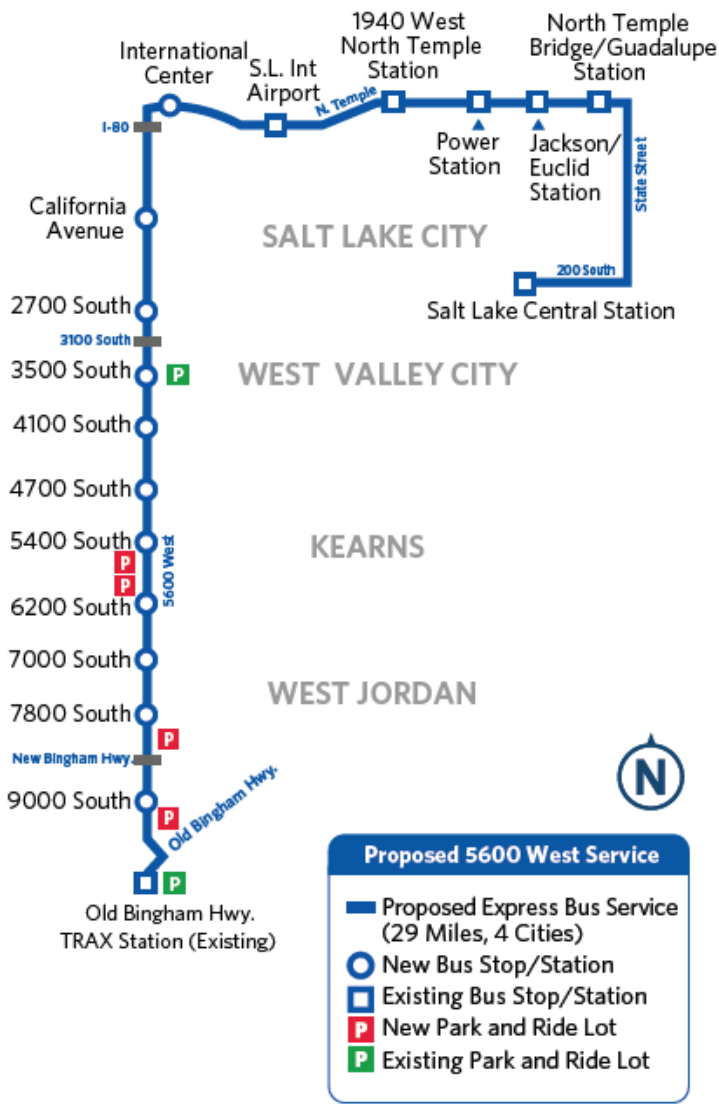 1940 West
North Temple
Station
North Temple
Bridge/Guadalupe
Station
International
Center
S.L. Int
Airport
N. Temple
I-80
Power
Station
Jackson/
Euclid
Station
State Street
California
Avenue
SALT LAKE CITY
200 South
Salt Lake Central Station
2700 South
3100 South
3500 South
P
WEST VALLEY CITY
4100 South
4700 South
5400 South
P
P
5600 West
KEARNS
6200 South
7000 South
WEST JORDAN
7800 South
P
New Bingham Hwy.
9000 South
P
Old Bingham Hwy.
N
P
Old Bingham Hwy.
TRAX Station (Existing)
Proposed 5600 West Service
Proposed Express Bus Service
(29 Miles, 4 Cities)
New Bus Stop/Station
Existing Bus Stop/Station
P New Park and Ride Lot
P Existing Park and Ride Lot